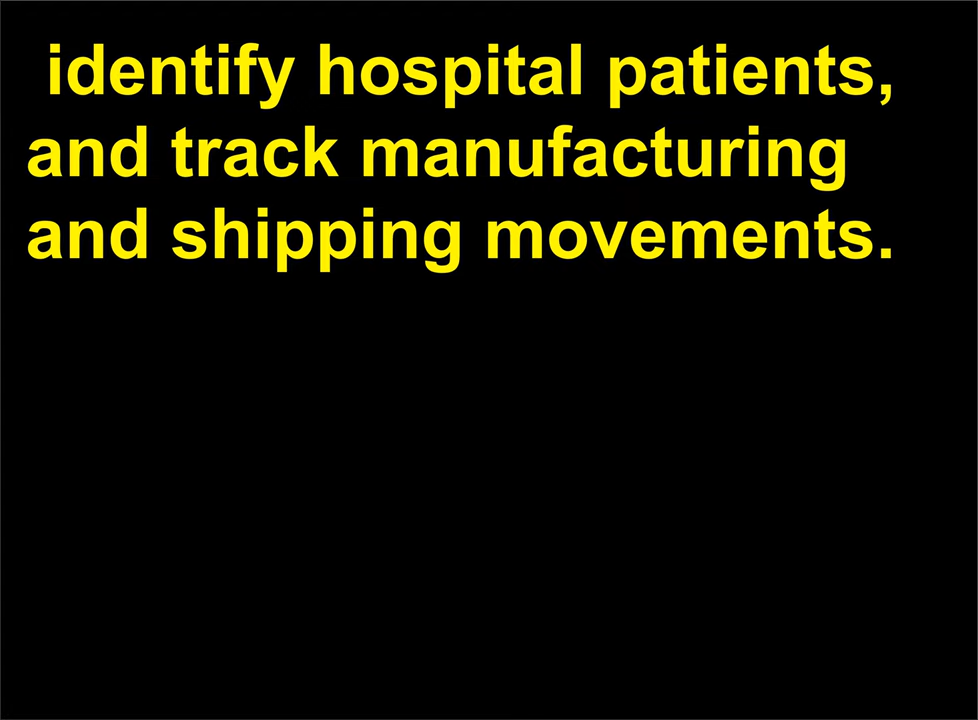 identify hospital patients,
and track manufacturing
and shipping movements.